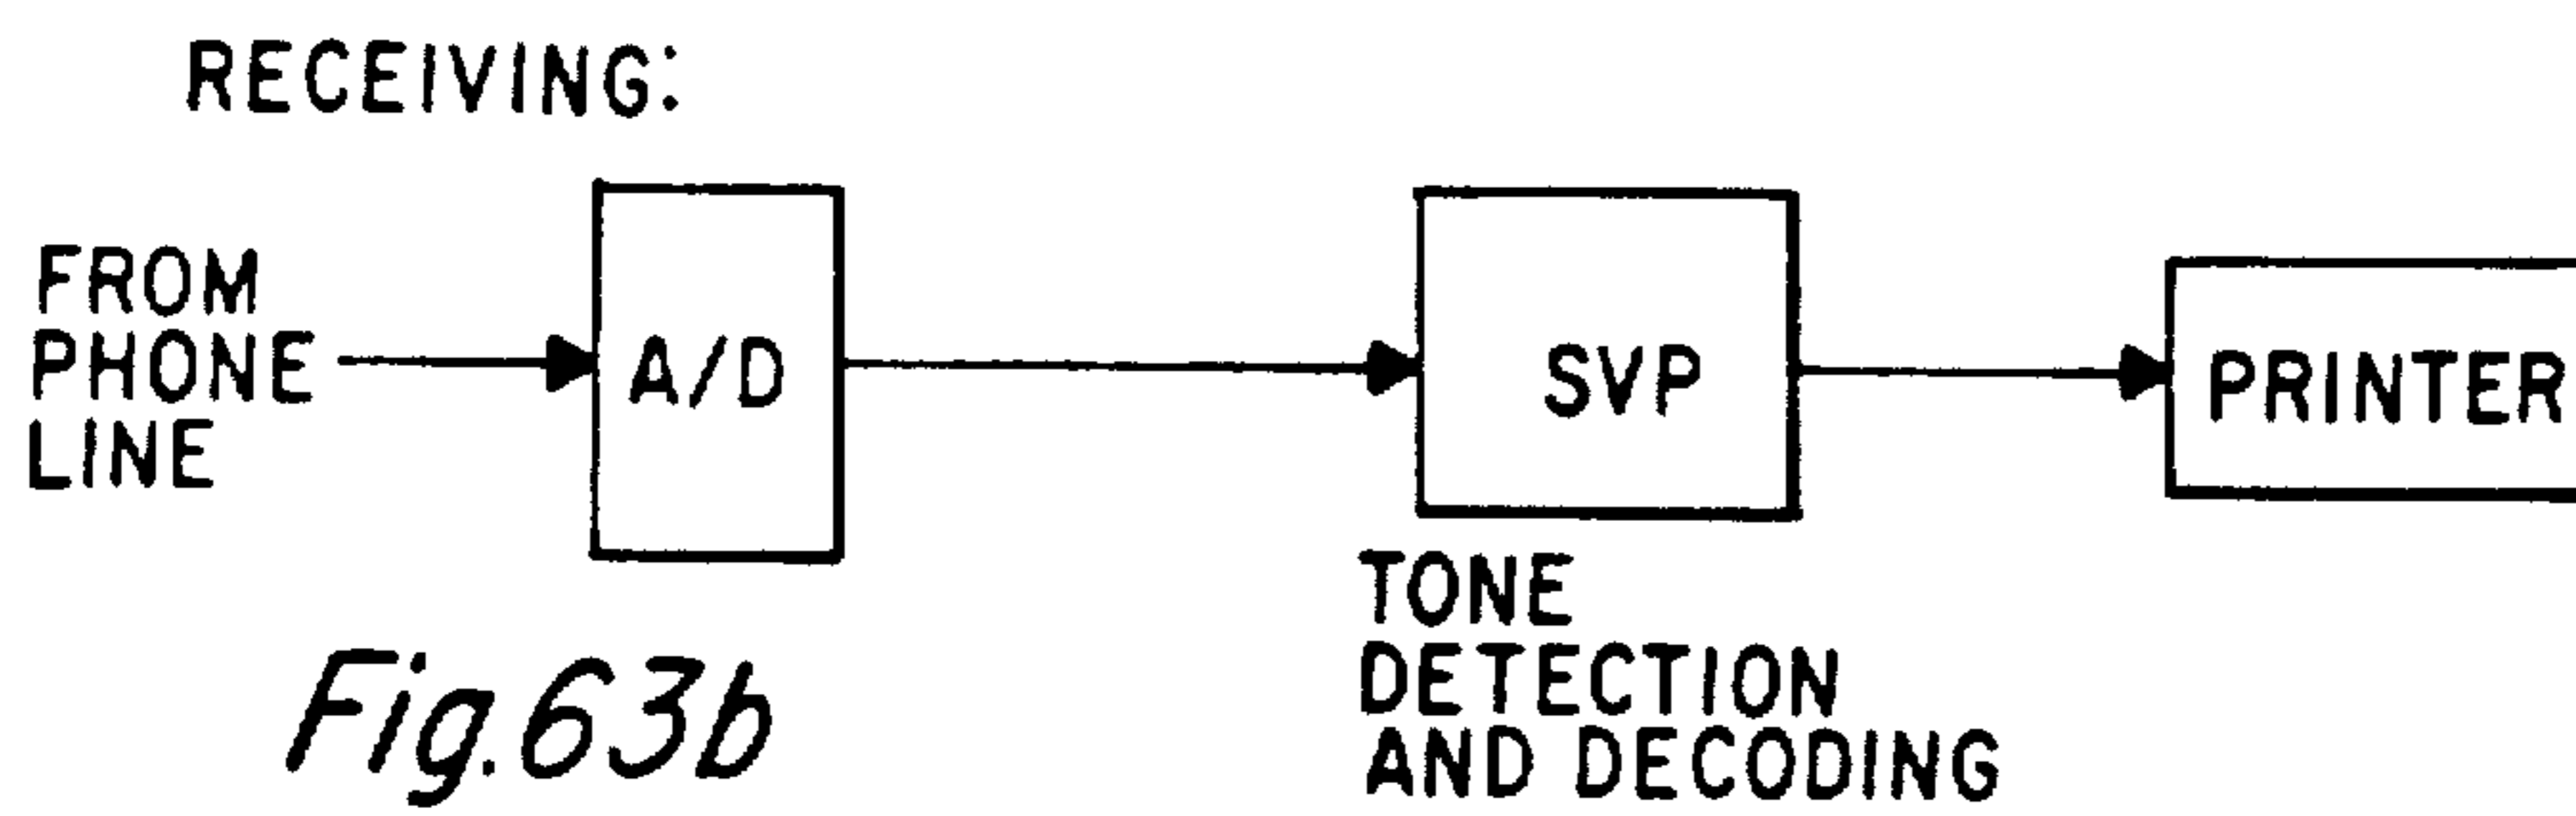 RECEIVING:
FROM
PHONE
LINE
A/D
SVP
PRINTER
TONE
DETECTION
AND DECODING
Fig. 63b